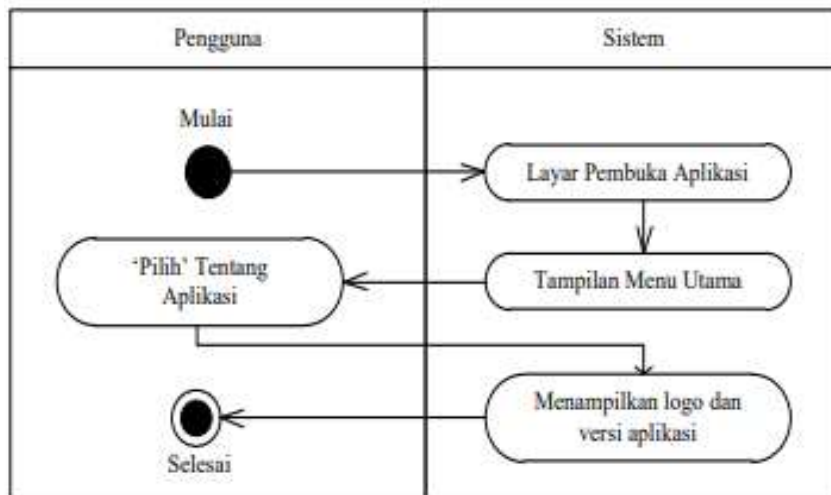 Pengguna
Sistem
Mulai
Layar Pembuka Aplikasi
‘Pilih’ Tentang
Aplikasi
Tampilan Menu Utama
Menampilkan logo dan
versi aplikasi
Selesai